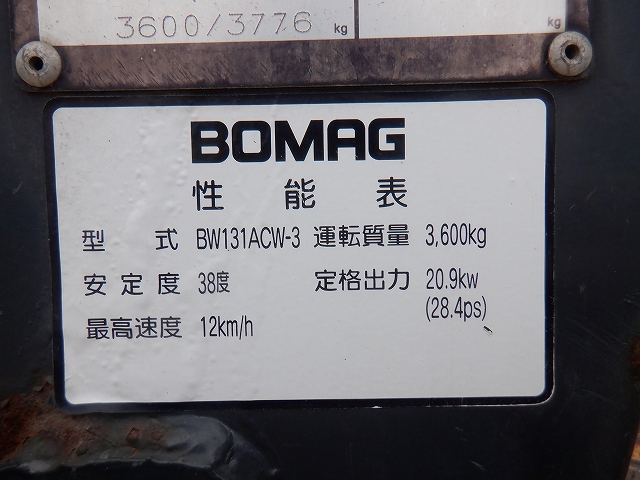 3600/3776 kg kg
BOMAG
性能表
型式 BW131ACW-3 運転質量 3,600kg
安定度 38度 定格出力 20.9kw
(28.4ps)
最高速度 12km/h